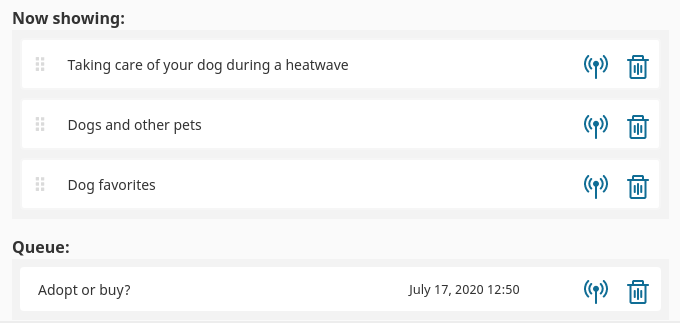 Now showing:
Taking care of your dog during a heatwave
Dogs and other pets
Dog favorites
Queue:
Adopt or buy? July 17, 2020 12:50